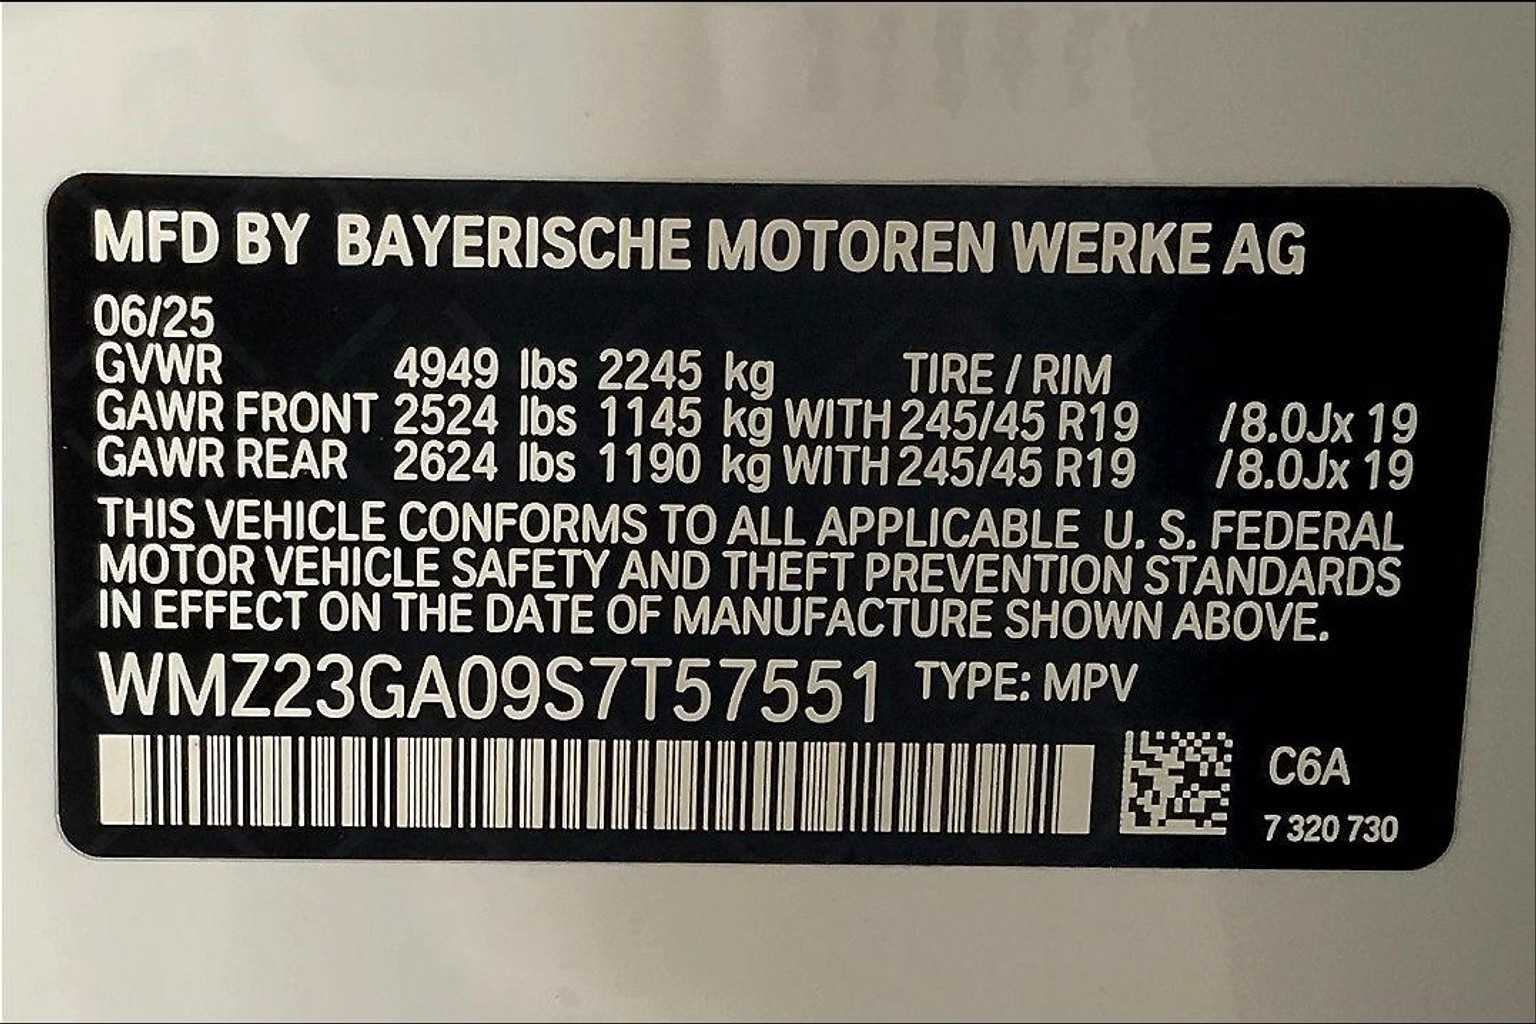 MFD BY BAYERISCHE MOTOREN WERKE AG
06/25
GVWR 4949 lbs 2245 kg TIRE / RIM
GAWR FRONT 2524 lbs 1145 kg WITH 245/45 R19 /8.0Jx 19
GAWR REAR 2624 lbs 1190 kg WITH 245/45 R19 /8.0Jx 19
THIS VEHICLE CONFORMS TO ALL APPLICABLE U. S. FEDERAL
MOTOR VEHICLE SAFETY AND THEFT PREVENTION STANDARDS
IN EFFECT ON THE DATE OF MANUFACTURE SHOWN ABOVE.
WMZ23GA09S7T57551 TYPE: MPV
C6A
7 320 730